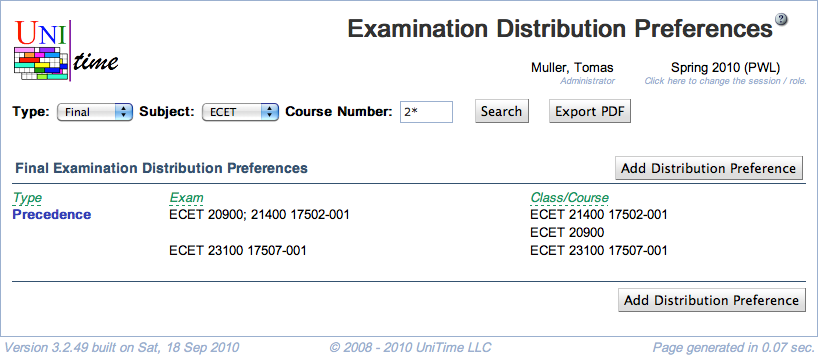 UNI time
Examination Distribution Preferences ?
Muller, Tomas Spring 2010 (PWL)
Administrator Click here to change the session / role.
Type: Final Subject: ECET Course Number: 2* Search Export PDF
Final Examination Distribution Preferences Add Distribution Preference
Type Exam Class/Course
Precedence ECET 20900; 21400 17502-001 ECET 21400 17502-001
ECET 20900
ECET 23100 17507-001 ECET 23100 17507-001
Add Distribution Preference
Version 3.2.49 built on Sat, 18 Sep 2010 © 2008 - 2010 UniTime LLC Page generated in 0.07 sec.